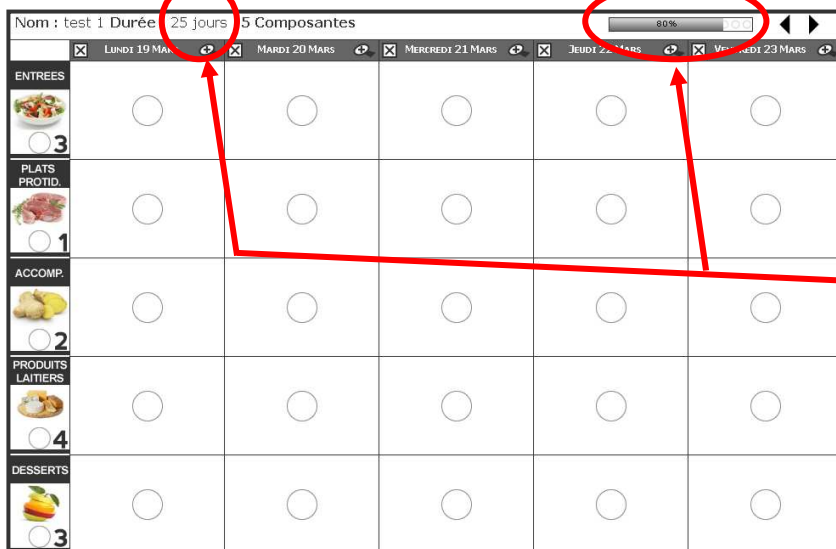 Nom : test 1 Durée : 25 jours 5 Composantes
80%
LUNDI 19 MARS MARDI 20 MARS MERCREDI 21 MARS JEUDI 22 MARS VENDREDI 23 MARS
ENTREES
3
PLATS
PROTID.
1
ACCOMP.
2
PRODUITS
LAITIERS
4
DESSERTS
3